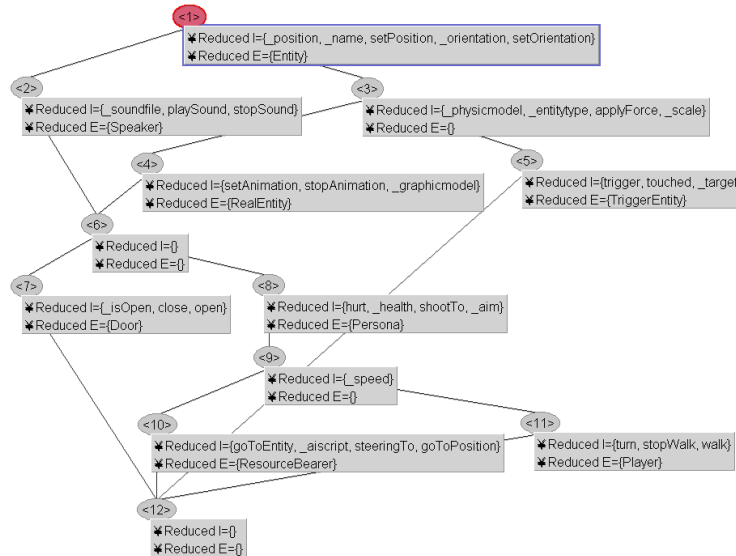 <1>
¥ Reduced I={_position, _name, setPosition, _orientation, setOrientation}
¥ Reduced E={Entity}
<2>
<3>
¥ Reduced I={_soundfile, playSound, stopSound}
¥ Reduced E={Speaker}
¥ Reduced I={_physicmodel, _entitytype, applyForce, _scale}
¥ Reduced E={}
<4>
<5>
¥ Reduced I={setAnimation, stopAnimation, _graphicmodel}
¥ Reduced E={RealEntity}
¥ Reduced I={trigger, touched, _target
¥ Reduced E={TriggerEntity}
<6>
¥ Reduced I={}
¥ Reduced E={}
<7>
<8>
¥ Reduced I={_isOpen, close, open}
¥ Reduced E={Door}
¥ Reduced I={hurt, _health, shootTo, _aim}
¥ Reduced E={Persona}
<9>
¥ Reduced I={_speed}
¥ Reduced E={}
<10>
<11>
¥ Reduced I={goToEntity, _aiscript, steeringTo, goToPosition}
¥ Reduced E={ResourceBearer}
¥ Reduced I={turn, stopWalk, walk}
¥ Reduced E={Player}
<12>
¥ Reduced I={}
¥ Reduced E={}